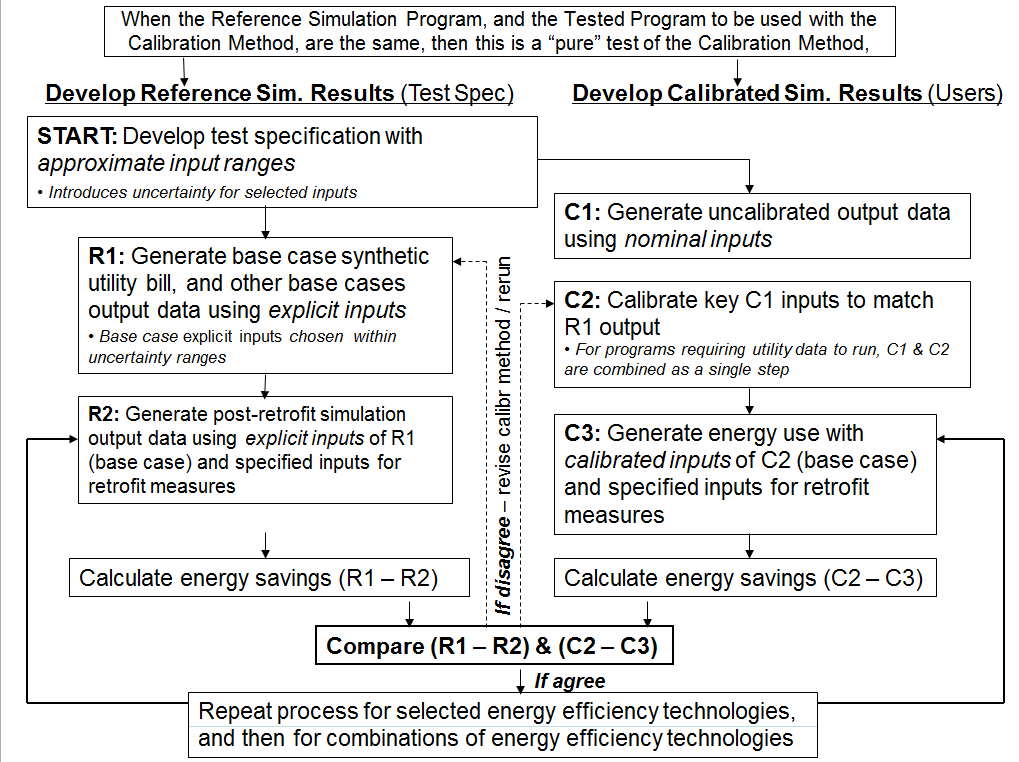 When the Reference Simulation Program, and the Tested Program to be used with the
Calibration Method, are the same, then this is a “pure” test of the Calibration Method,
Develop Reference Sim. Results (Test Spec)
Develop Calibrated Sim. Results (Users)
START: Develop test specification with
approximate input ranges
• Introduces uncertainty for selected inputs
R1: Generate base case synthetic
utility bill, and other base cases
output data using explicit inputs
• Base case explicit inputs chosen within
uncertainty ranges
R2: Generate post-retrofit simulation
output data using explicit inputs of R1
(base case) and specified inputs for
retrofit measures
Calculate energy savings (R1 – R2)
If disagree – revise calibr method / rerun
C1: Generate uncalibrated output data
using nominal inputs
C2: Calibrate key C1 inputs to match
R1 output
• For programs requiring utility data to run, C1 & C2
are combined as a single step
C3: Generate energy use with
calibrated inputs of C2 (base case)
and specified inputs for retrofit
measures
Calculate energy savings (C2 – C3)
Compare (R1 – R2) & (C2 – C3)
If agree
Repeat process for selected energy efficiency technologies,
and then for combinations of energy efficiency technologies